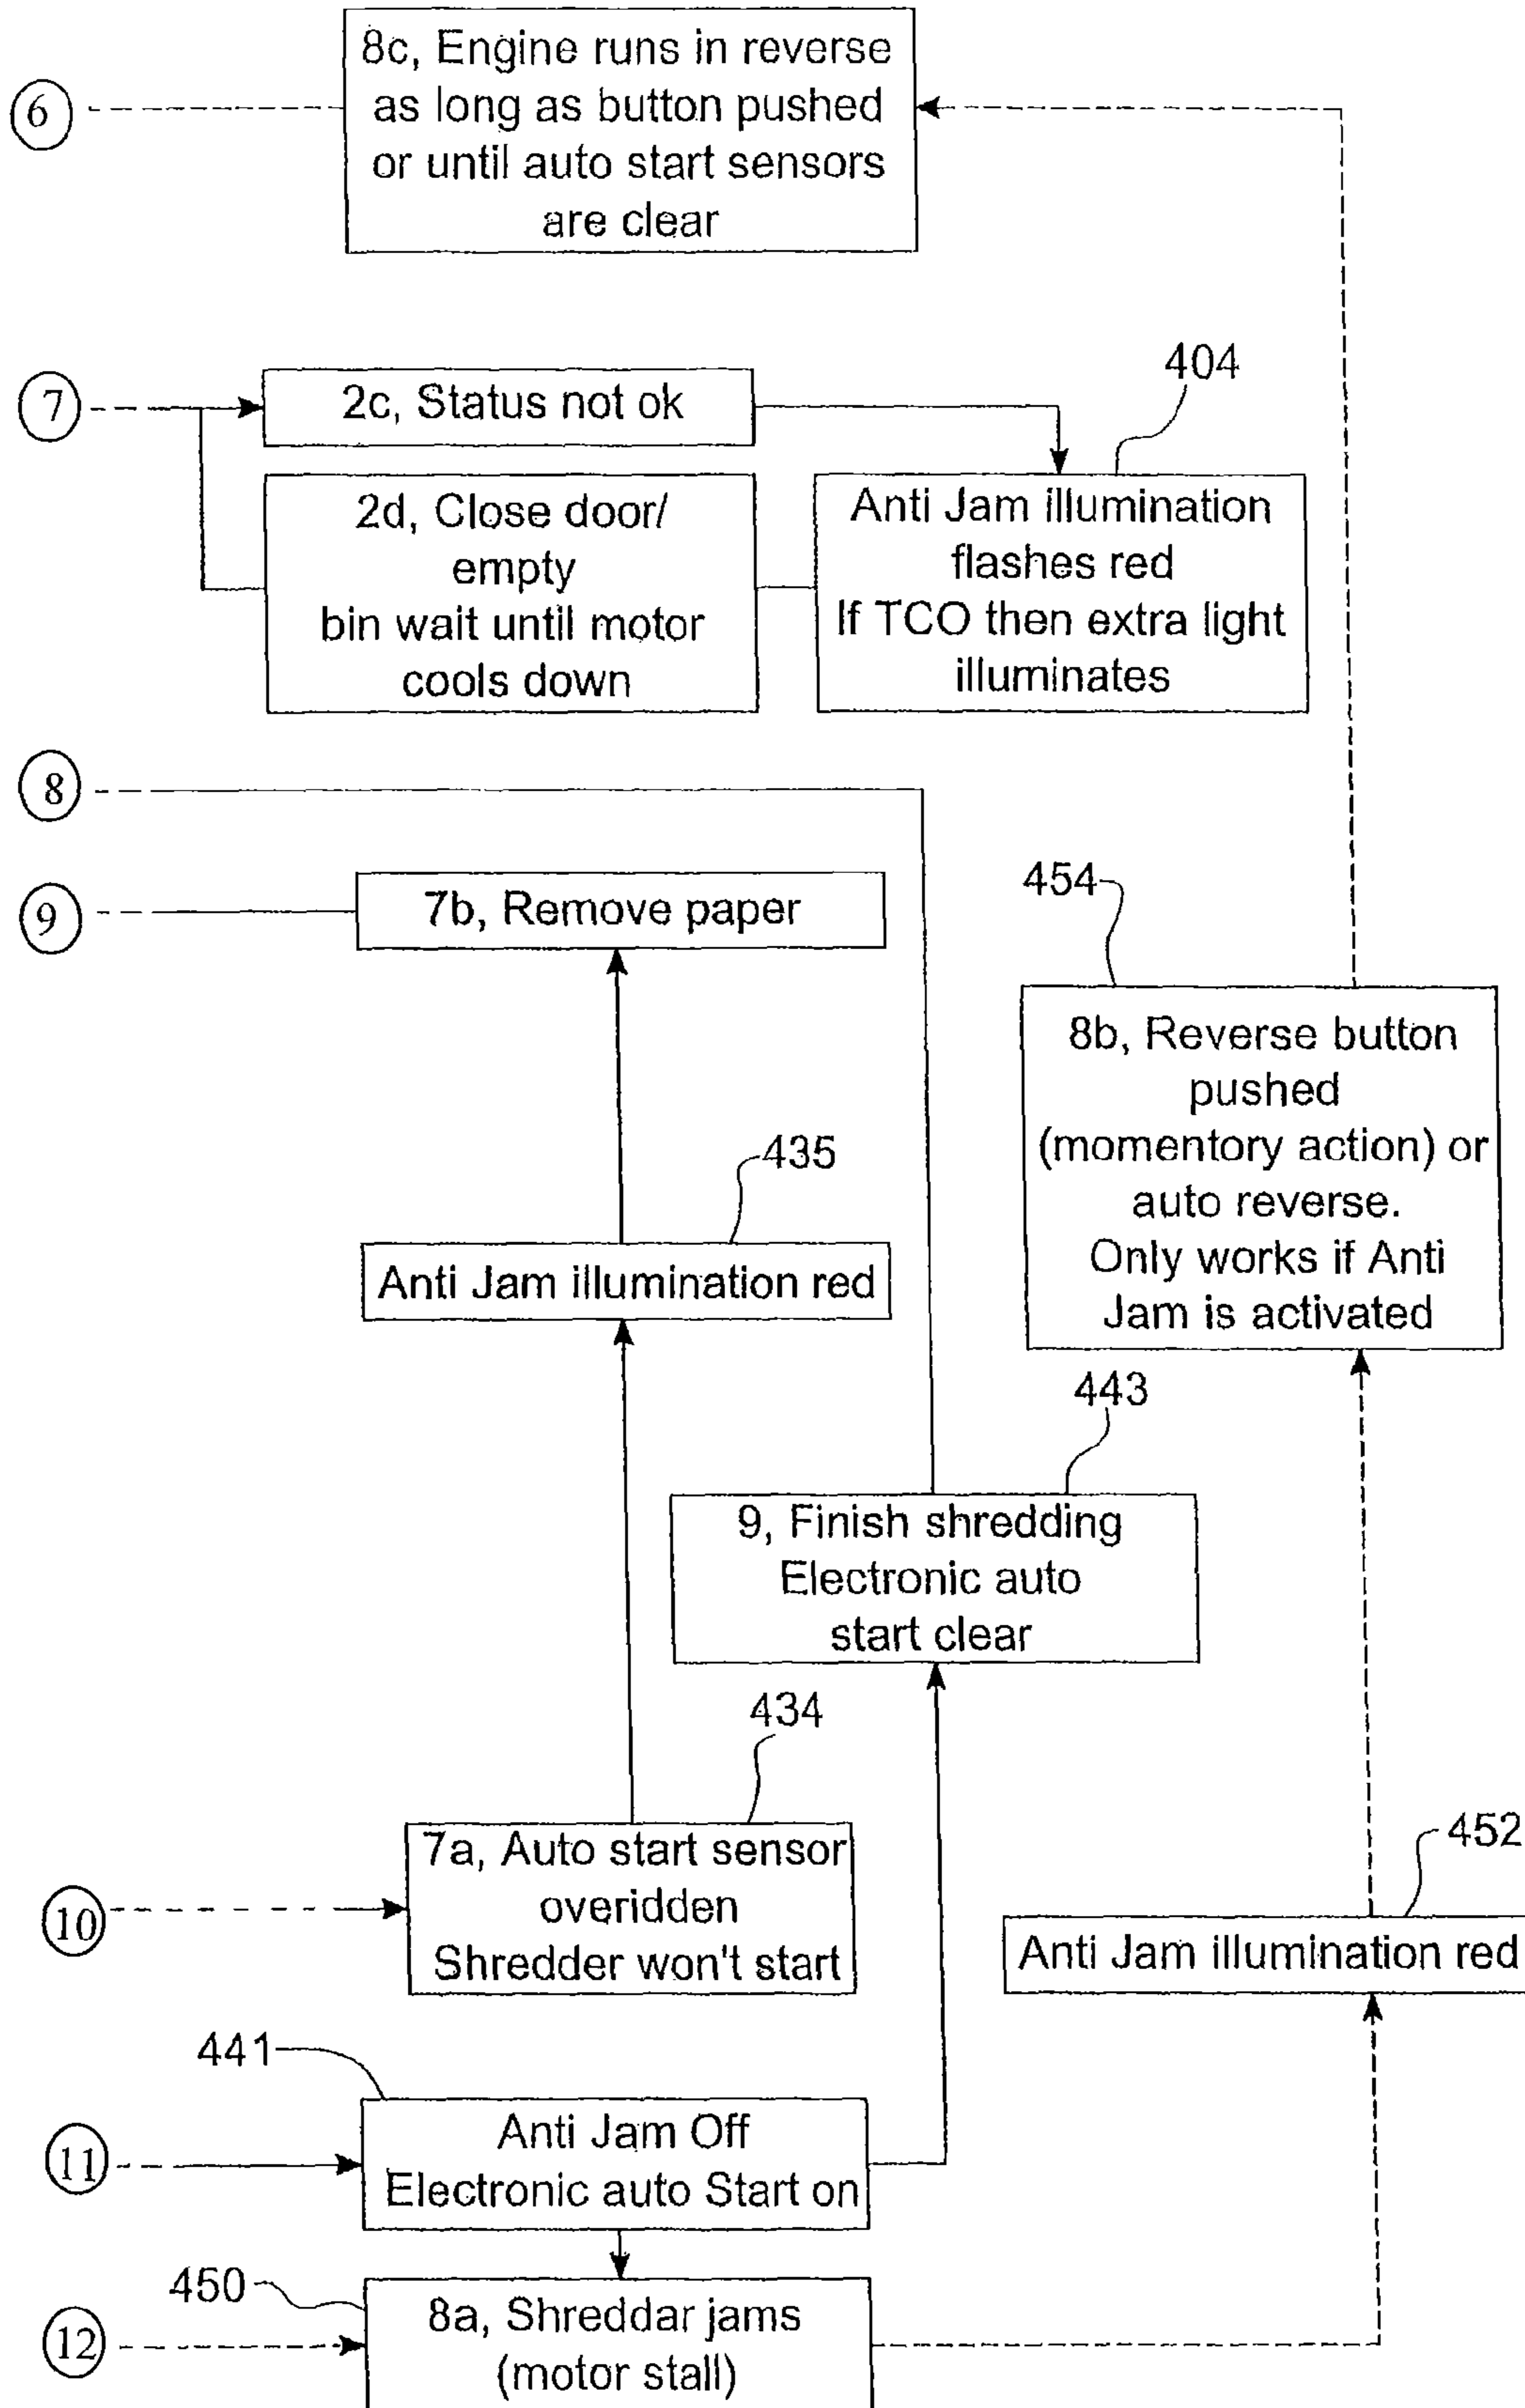 8c, Engine runs in reverse
as long as button pushed
or until auto start sensors
are clear
6
404
7
2c, Status not ok
2d, Close door/
empty
bin wait until motor
cools down
Anti Jam illumination
flashes red
If TCO then extra light
illuminates
8
9
7b, Remove paper
454
8b, Reverse button
pushed
(momentory action) or
auto reverse.
Only works if Anti
Jam is activated
435
Anti Jam illumination red
443
9, Finish shredding
Electronic auto
start clear
434
7a, Auto start sensor
overidden
Shredder won't start
10
452
Anti Jam illumination red
441
11
Anti Jam Off
Electronic auto Start on
450
12
8a, Shreddar jams
(motor stall)